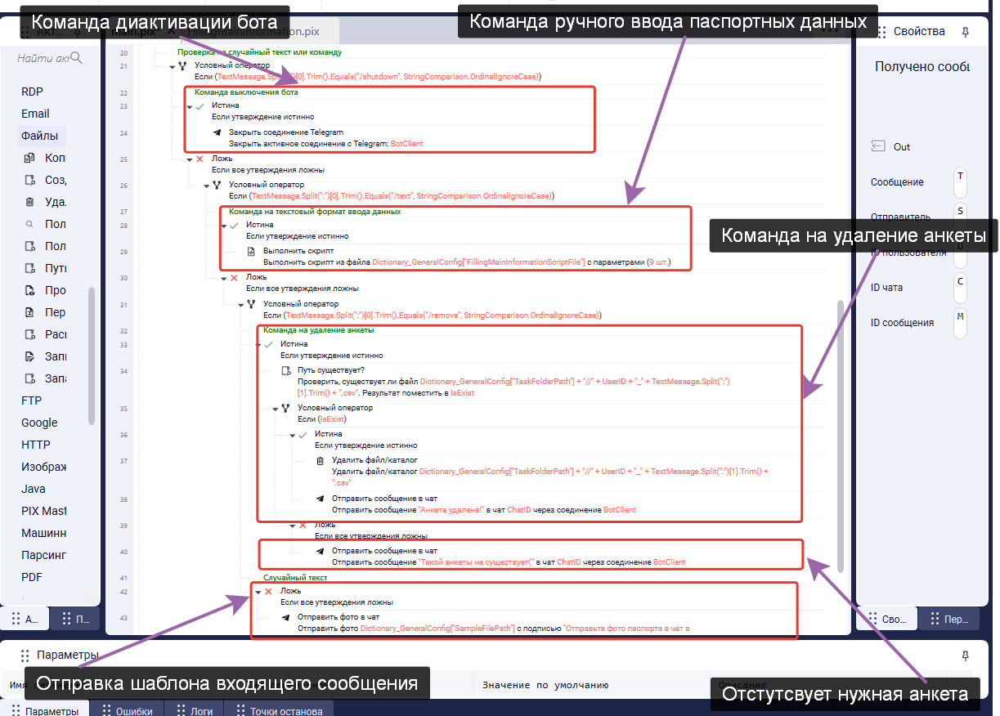 Команда диактивации бота
Команда ручного ввода паспортных данных
main.pix*
FillingMainInformation.pix
Свойства
Найти
Получено сооб
RDP
Email
Файлы
Коп
Соз,
Уда.
Пол
Пол
Путь
Про
Пер
Расш
Запи
Запа
FTP
Google
HTTP
Изображ
Java
PIX Mast
Машинн
Парсинг
PDF
20 Проверка на случайный текст или команду
21 Условный оператор
Если (TextMessage.Split(":")[0].Trim().Equals("/shutdown", StringComparison.OrdinalIgnoreCase))
22 Команда выключения бота
23 Истина
Если утверждение истинно
24 Закрыть соединение Telegram
Закрыть активное соединение с Telegram: BotClient
25 Ложь
Если все утверждения ложны
26 Условный оператор
Если (TextMessage.Split(":")[0].Trim().Equals("/text", StringComparison.OrdinalIgnoreCase))
27 Команда на текстовый формат ввода данных
28 Истина
Если утверждение истинно
29 Выполнить скрипт
Выполнить скрипт из файла Dictionary_GeneralConfig["FillingMainInformationScriptFile"] с параметрами (9 шт.)
30 Ложь
Если все утверждения ложны
31 Условный оператор
Если (TextMessage.Split(":")[0].Trim().Equals("/remove", StringComparison.OrdinalIgnoreCase))
32 Команда на удаление анкеты
33 Истина
Если утверждение истинно
34 Путь существует?
Проверить, существует ли файл Dictionary_GeneralConfig["TaskFolderPath"] + "//" + UserID + "_" + TextMessage.Split(":")
[1].Trim() + ".csv". Результат поместить в IsExist
35 Условный оператор
Если (IsExist)
36 Истина
Если утверждение истинно
37 Удалить файл/каталог
Удалить файл/каталог Dictionary_GeneralConfig["TaskFolderPath"] + "//" + UserID + "_" + TextMessage.Split(":")[1].Trim() +
".csv"
38 Отправить сообщение в чат
Отправить сообщение "Анкета удалена!" в чат ChatID через соединение BotClient
39 Ложь
Если все утверждения ложны
40 Отправить сообщение в чат
Отправить сообщение "Такой анкеты не существует(" в чат ChatID через соединение BotClient
41 Случайный текст
42 Ложь
Если все утверждения ложны
43 Отправить фото в чат
Отправить фото Dictionary_GeneralConfig["SampleFilePath"] с подписью "Отправьте фото паспорта в чат в
Out
Сообщение T
Отправитель S
Команда на удаление анкеты
ID пользователя U
ID чата C
ID сообщения M
А...
П...
Сво...
Пер...
Параметры
Имя
Значение по умолчанию
Описание
Отправка шаблона входящего сообщения
Отстутсвует нужная анкета
Параметры
Ошибки
Логи
Точки останова